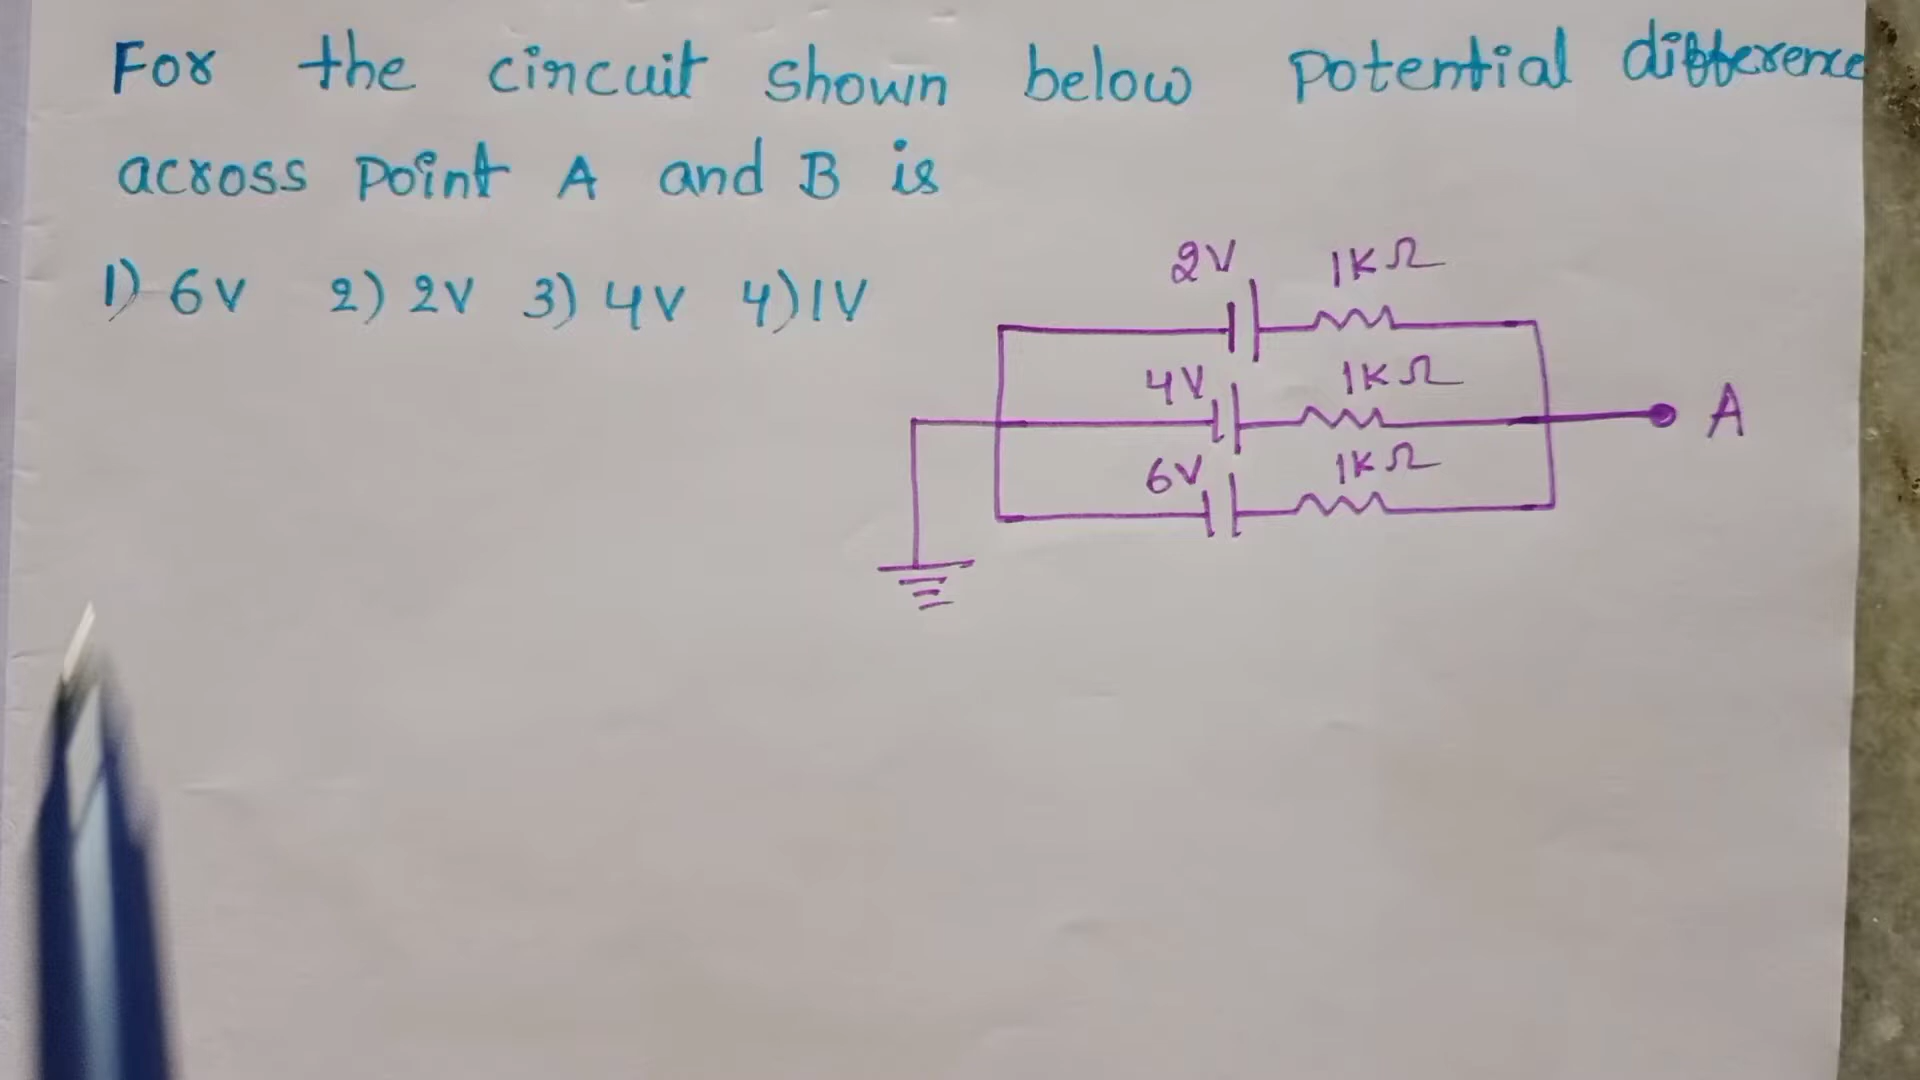 For the circuit shown below potential difference
across point A and B is
1) 6V 2) 2V 3) 4V 4) 1V
2V 1KΩ
4V 1KΩ
A
6V 1KΩ